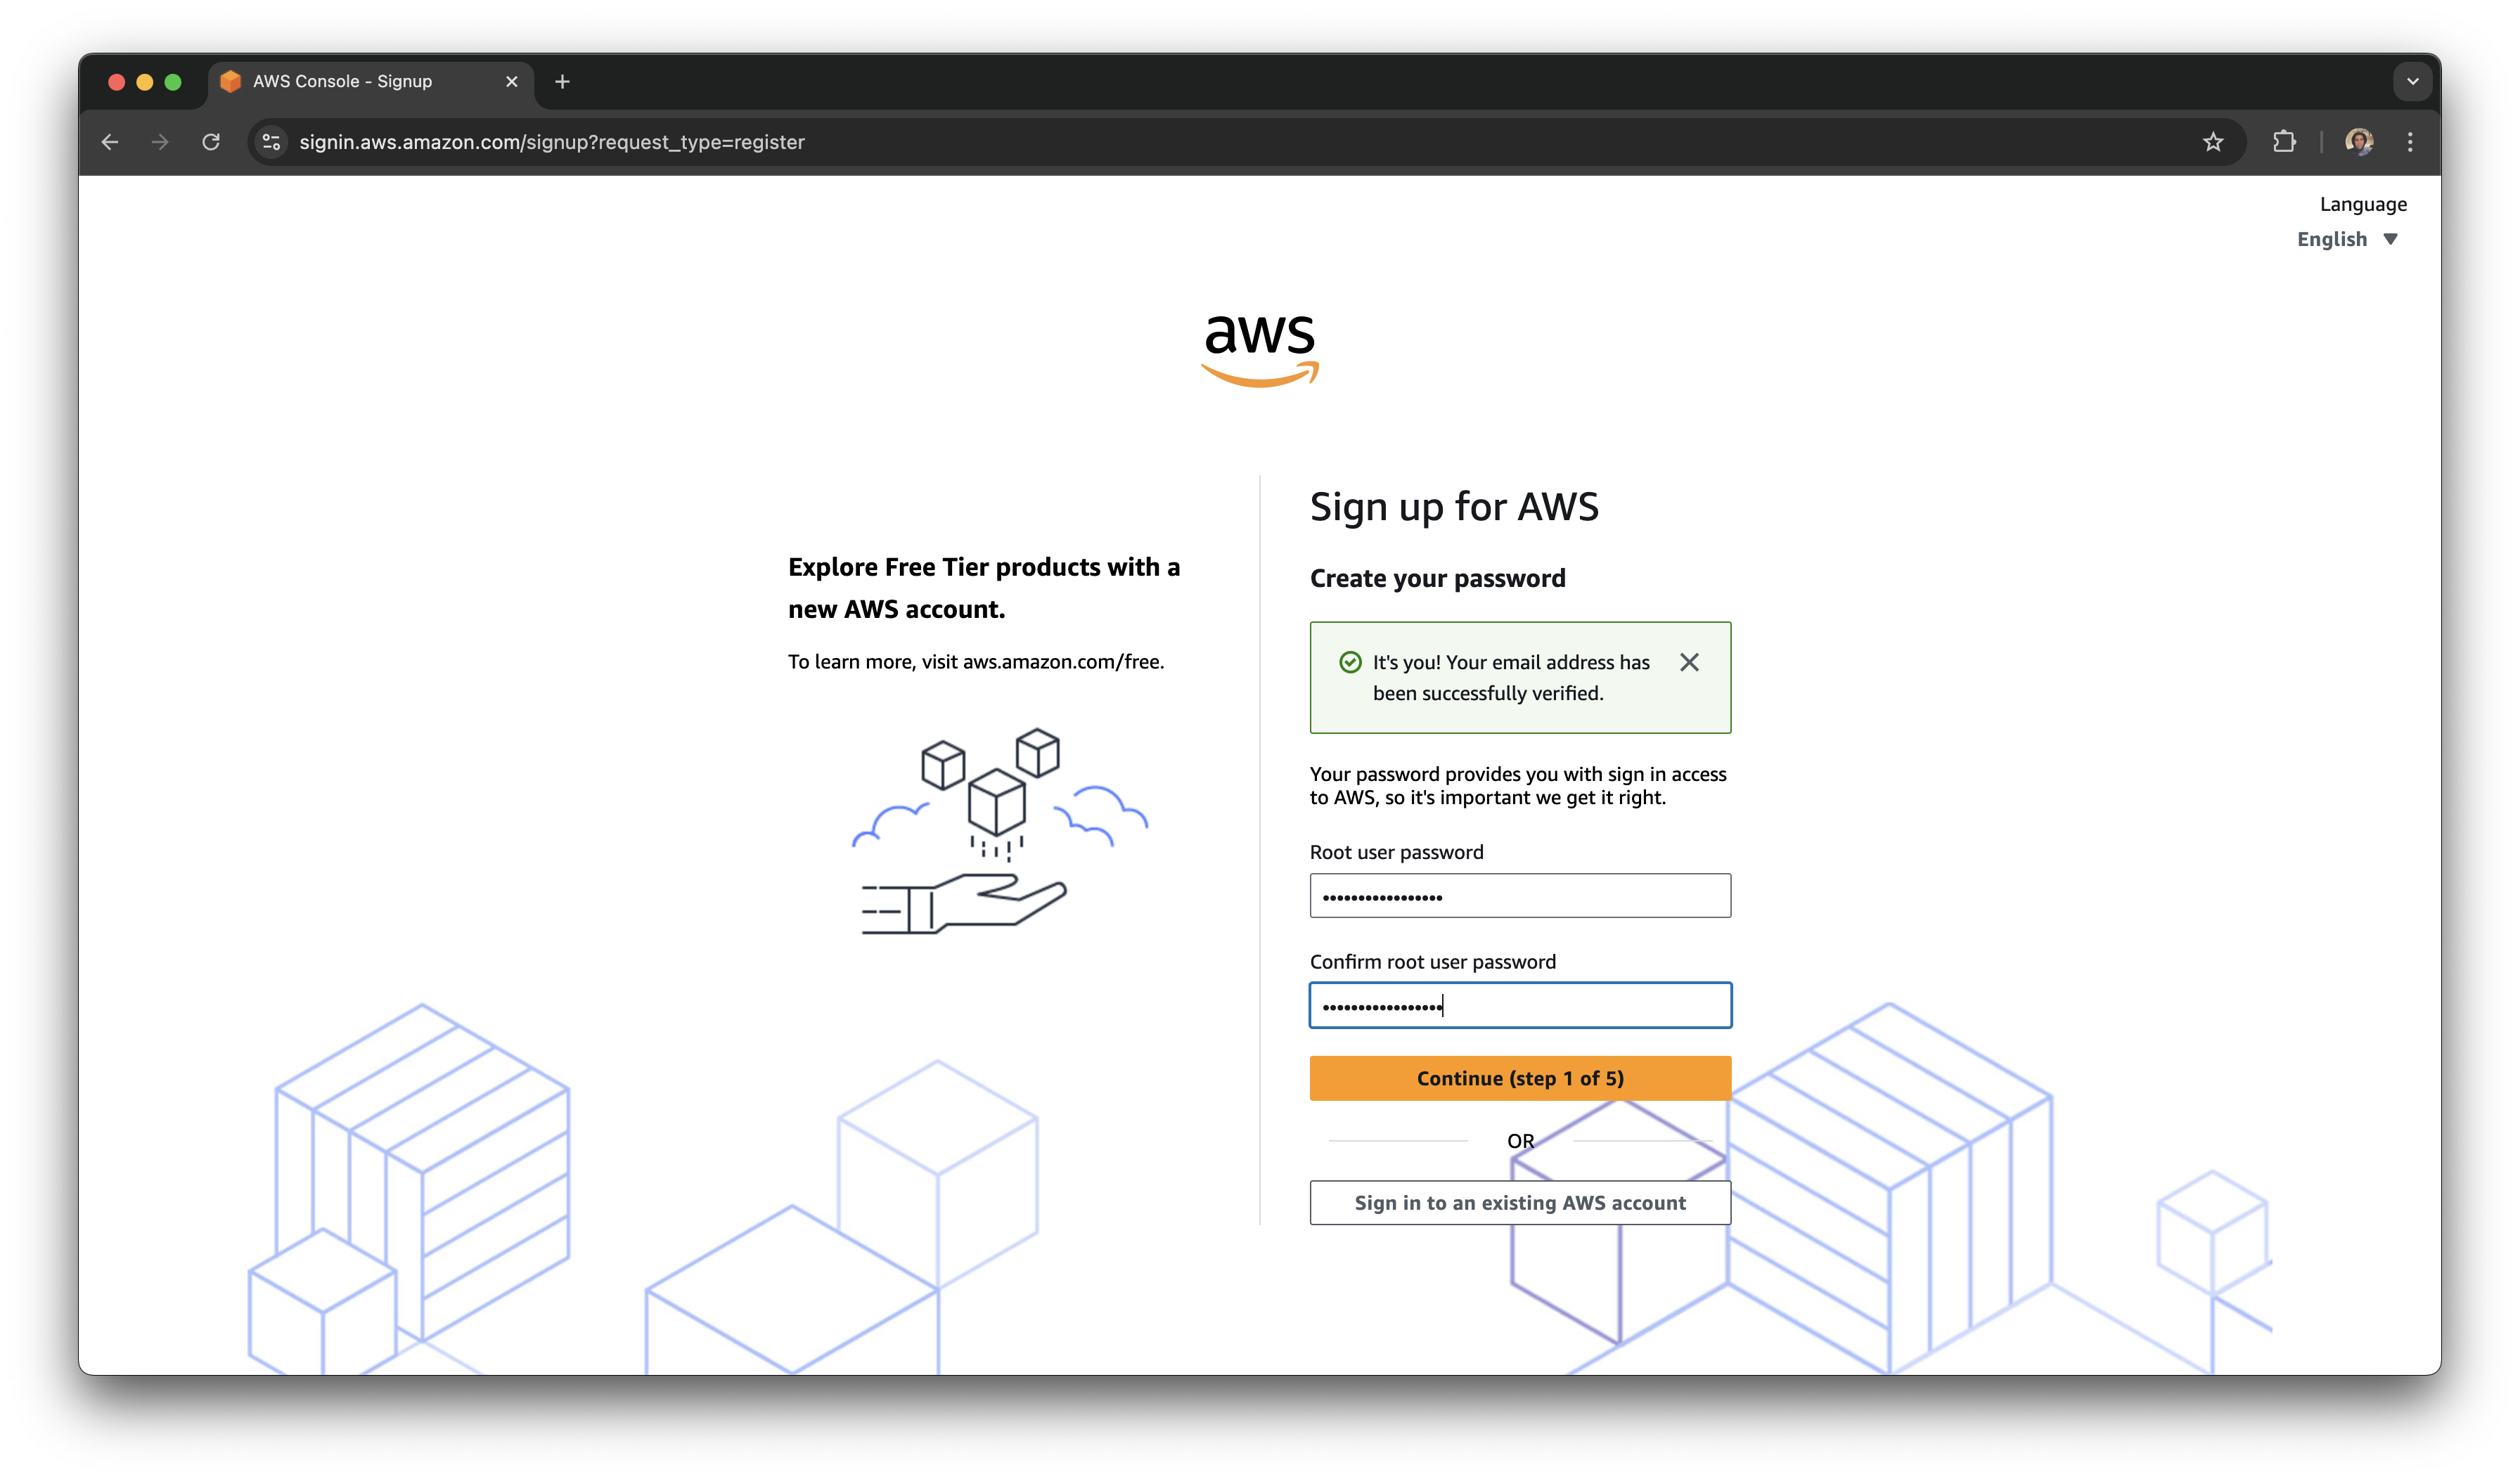 AWS Console - Signup
signin.aws.amazon.com/signup?request_type=register
Language
English
aws
Explore Free Tier products with a
new AWS account.
To learn more, visit aws.amazon.com/free.
Sign up for AWS
Create your password
It's you! Your email address has
been successfully verified.
Your password provides you with sign in access
to AWS, so it's important we get it right.
Root user password
•••••••••••••••••
Confirm root user password
•••••••••••••••••
Continue (step 1 of 5)
OR
Sign in to an existing AWS account